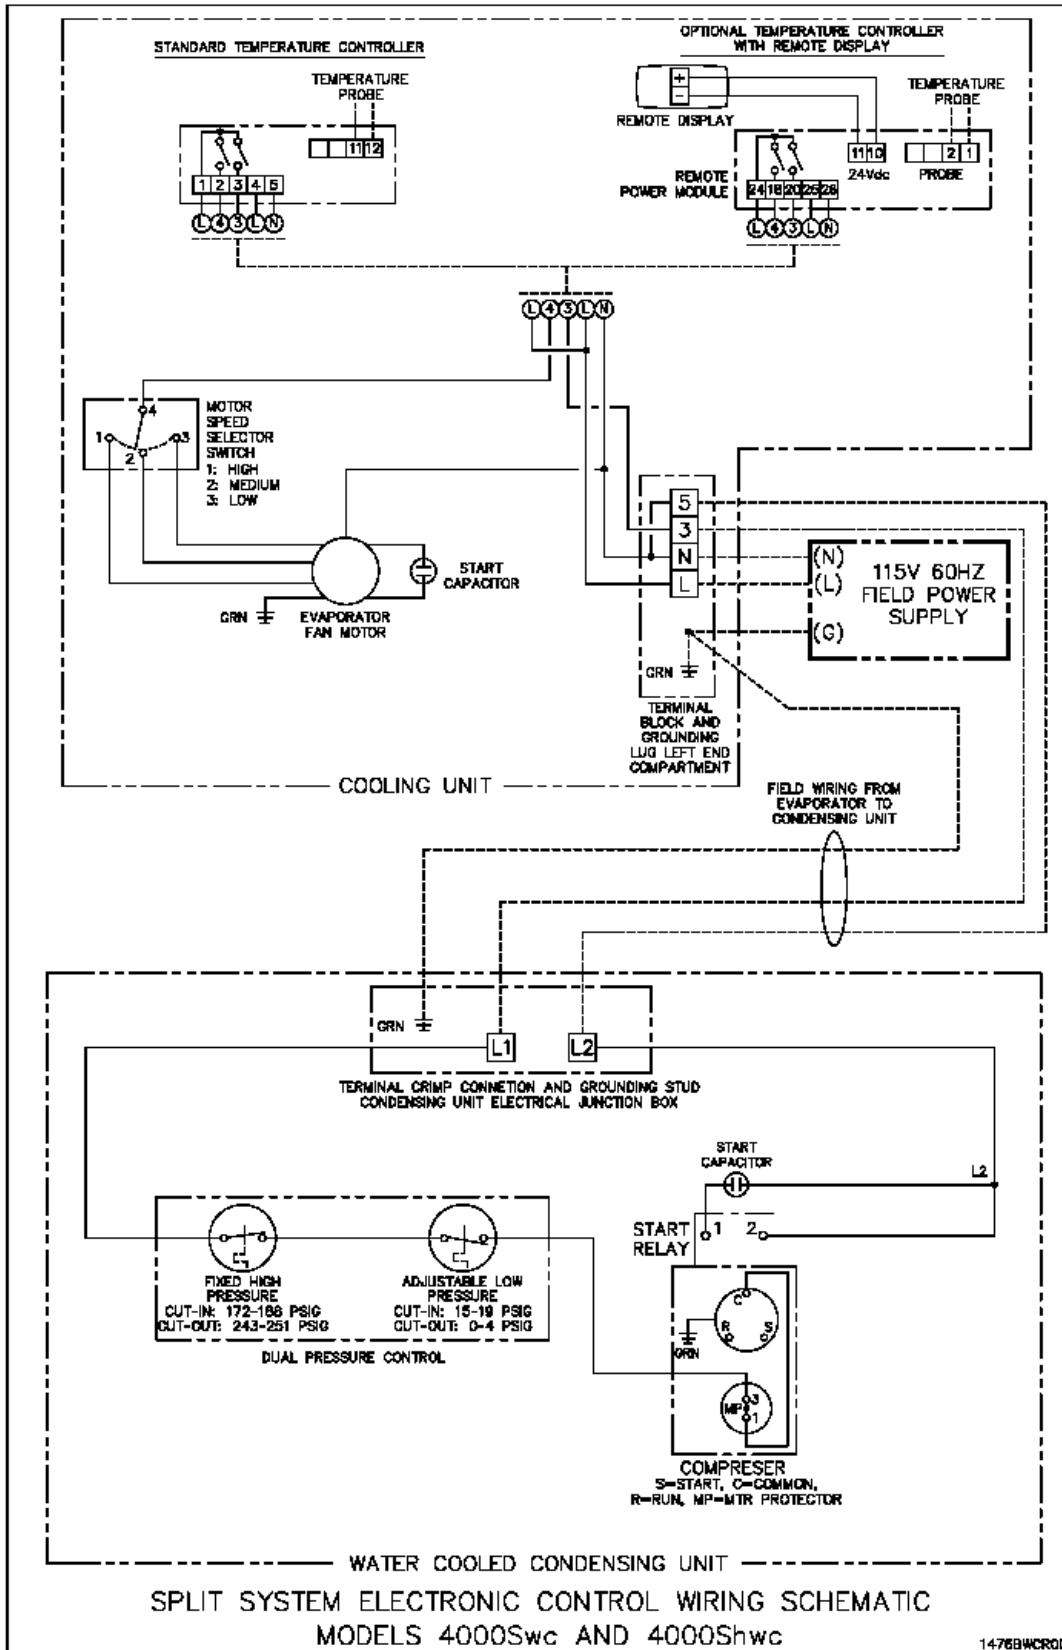 STANDARD TEMPERATURE CONTROLLER
TEMPERATURE
PROBE
11 12
1 2 3 4 5
L 4 3 L N
OPTIONAL TEMPERATURE CONTROLLER
WITH REMOTE DISPLAY
+
-
REMOTE DISPLAY
TEMPERATURE
PROBE
11 10
24Vdc
2 1
PROBE
REMOTE
POWER MODULE
24 18 20 25 26
L 4 3 L N
L 4 3 L N
4
1
2
3
MOTOR
SPEED
SELECTOR
SWITCH
1: HIGH
2: MEDIUM
3: LOW
START
CAPACITOR
GRN
EVAPORATOR
FAN MOTOR
5
3
N
L
GRN
(N)
(L)
(G)
115V 60HZ
FIELD POWER
SUPPLY
TERMINAL
BLOCK AND
GROUNDING
LUG LEFT END
COMPARTMENT
COOLING UNIT
FIELD WIRING FROM
EVAPORATOR TO
CONDENSING UNIT
GRN
L1
L2
TERMINAL CRIMP CONNETION AND GROUNDING STUD
CONDENSING UNIT ELECTRICAL JUNCTION BOX
START
CAPACITOR
L2
START
RELAY
1
2
FIXED HIGH
PRESSURE
CUT-IN: 172-188 PSIG
CUT-OUT: 243-251 PSIG
ADJUSTABLE LOW
PRESSURE
CUT-IN: 15-19 PSIG
CUT-OUT: 0-4 PSIG
DUAL PRESSURE CONTROL
C
R
S
GRN
MP
3
1
COMPRESER
S=START, C=COMMON,
R=RUN, MP=MTR PROTECTOR
WATER COOLED CONDENSING UNIT
SPLIT SYSTEM ELECTRONIC CONTROL WIRING SCHEMATIC
MODELS 4000Swc AND 4000Shwc